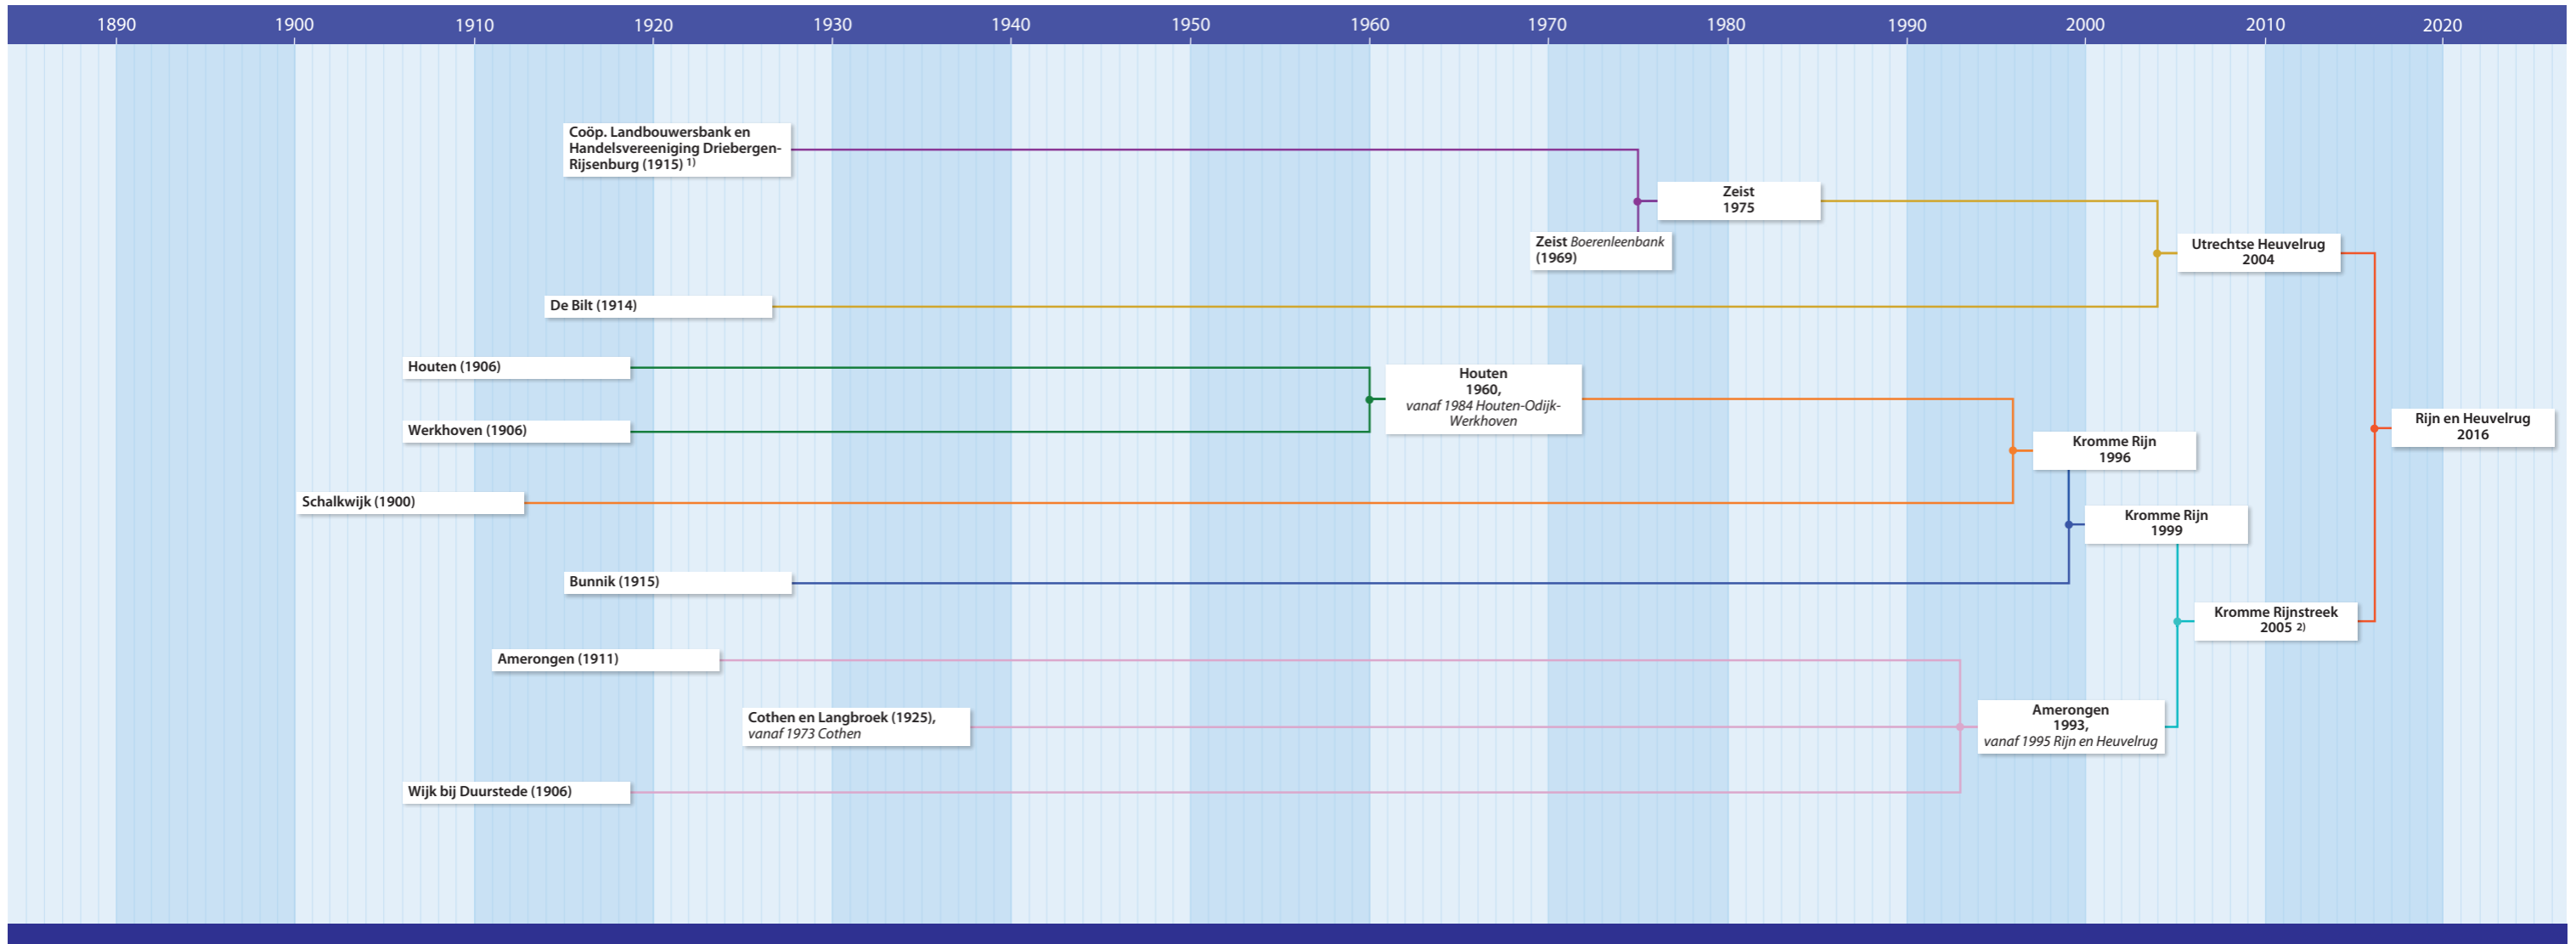 1890 1900 1910 1920 1930 1940 1950 1960 1970 1980 1990 2000 2010 2020
Coöp. Landbouwersbank en
Handelsvereeniging Driebergen-
Rijsenburg (1915) 1)
Zeist
1975
Zeist Boerenleenbank
(1969)
Utrechtse Heuvelrug
2004
De Bilt (1914)
Houten (1906)
Houten
1960,
vanaf 1984 Houten-Odijk-
Werkhoven
Werkhoven (1906)
Rijn en Heuvelrug
2016
Kromme Rijn
1996
Schalkwijk (1900)
Kromme Rijn
1999
Bunnik (1915)
Kromme Rijnstreek
2005 2)
Amerongen (1911)
Cothen en Langbroek (1925),
vanaf 1973 Cothen
Amerongen
1993,
vanaf 1995 Rijn en Heuvelrug
Wijk bij Duurstede (1906)